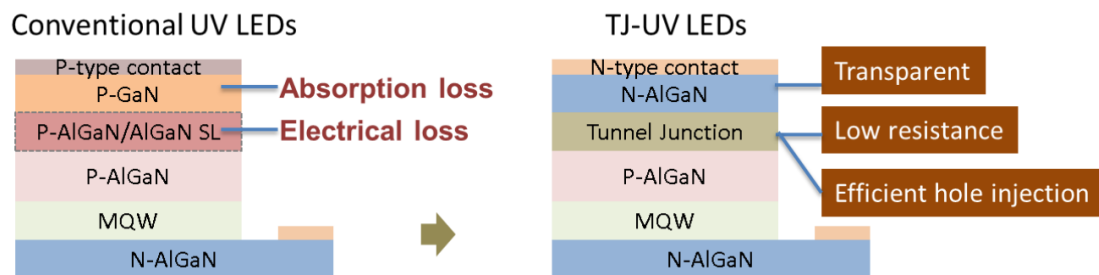 Conventional UV LEDs
P-type contact
P-GaN
P-AlGaN/AlGaN SL
P-AlGaN
MQW
N-AlGaN
Absorption loss
Electrical loss
TJ-UV LEDs
N-type contact
N-AlGaN
Tunnel Junction
P-AlGaN
MQW
N-AlGaN
Transparent
Low resistance
Efficient hole injection